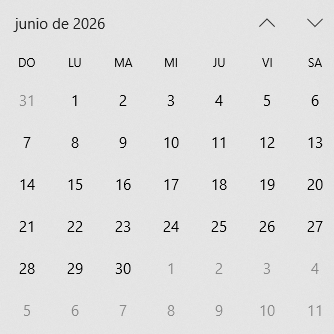 junio de 2026
DO LU MA MI JU VI SA
31 1 2 3 4 5 6
7 8 9 10 11 12 13
14 15 16 17 18 19 20
21 22 23 24 25 26 27
28 29 30 1 2 3 4
5 6 7 8 9 10 11